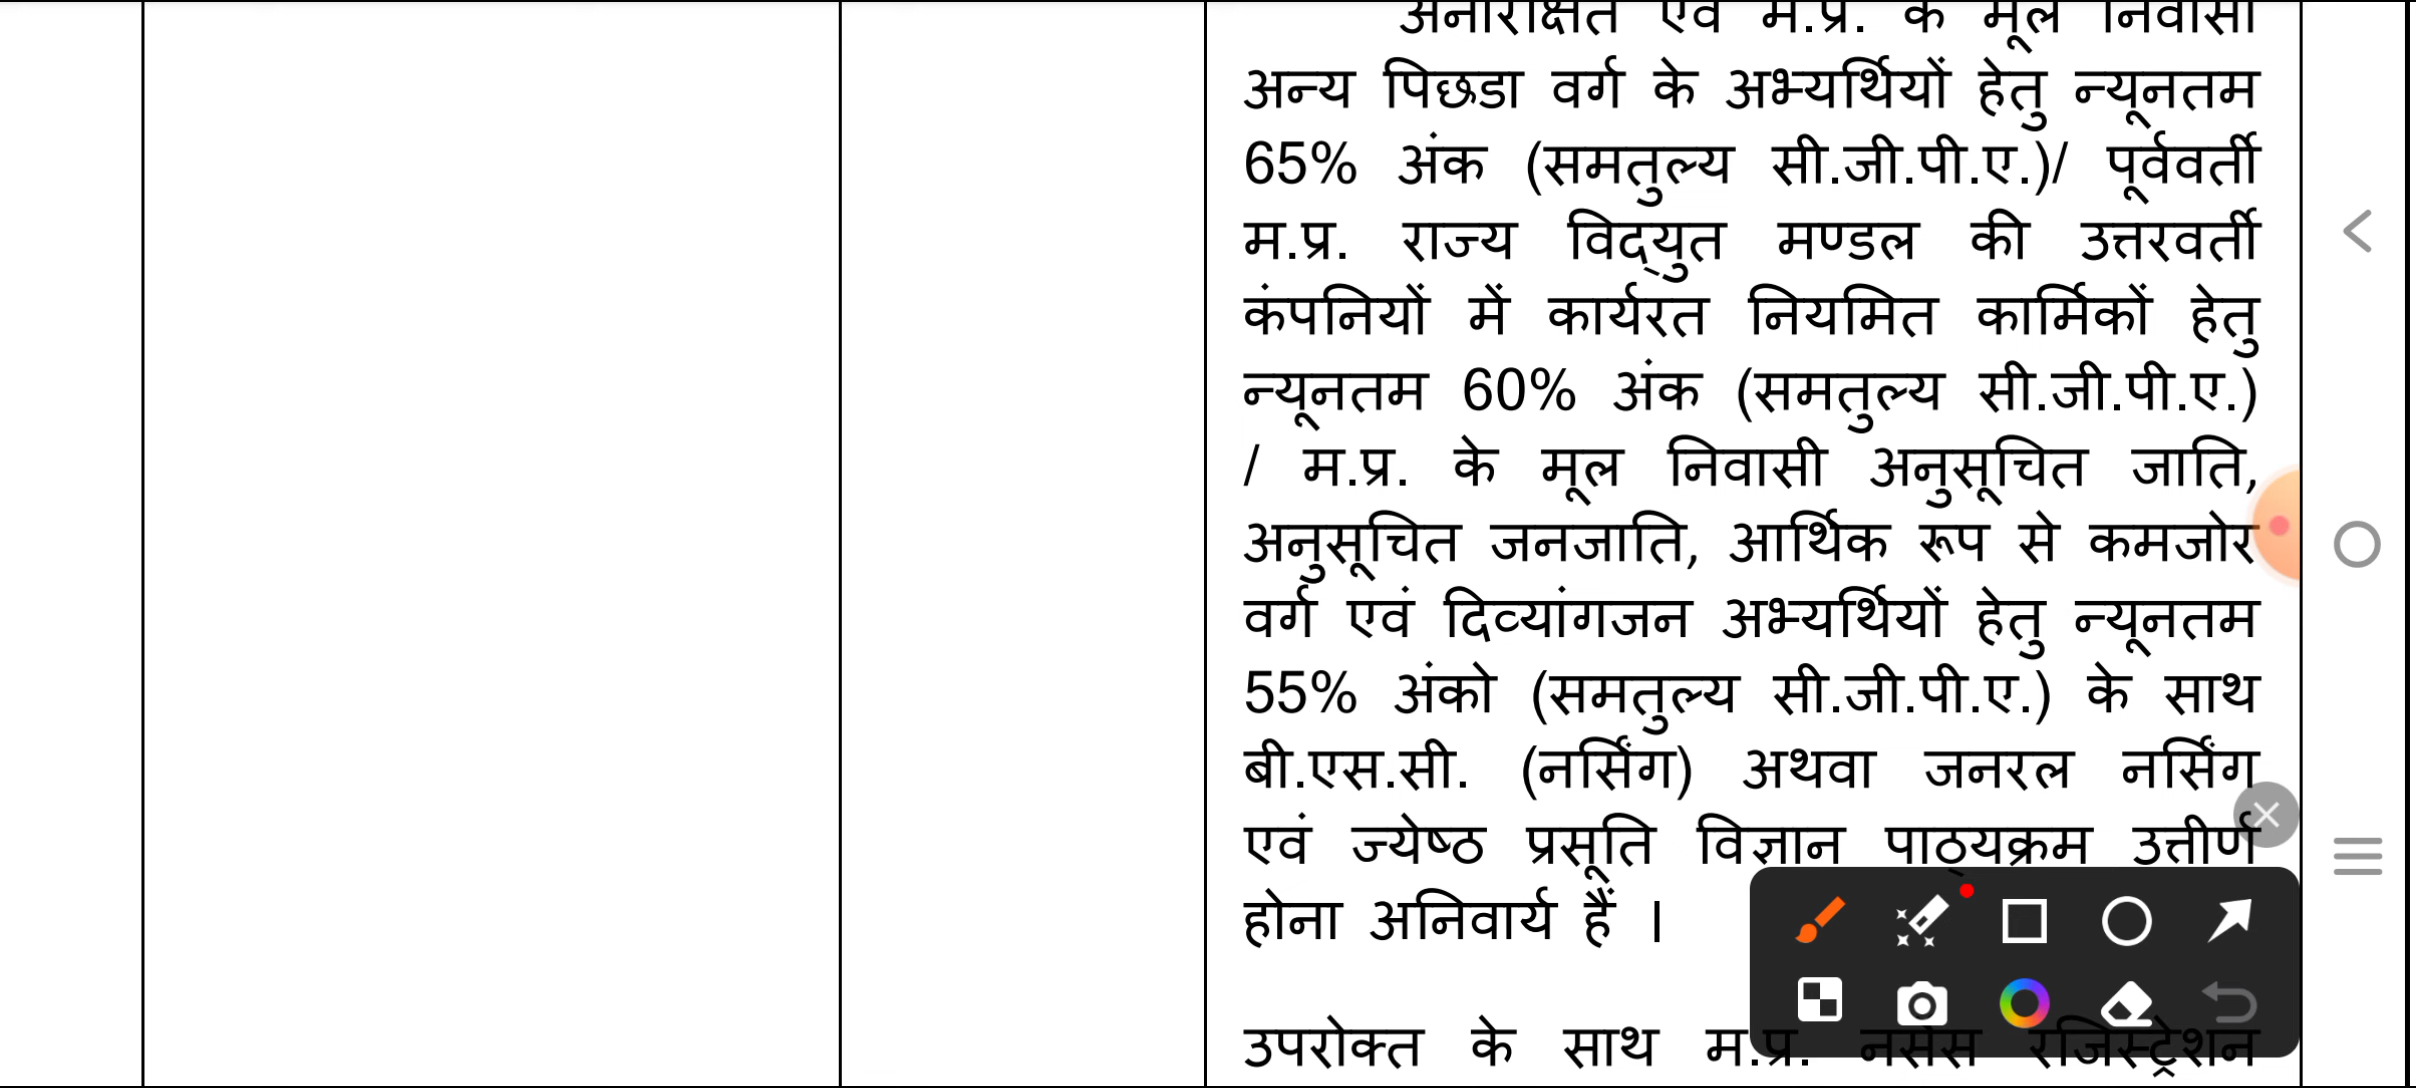 अनारक्षित एवं म.प्र. के मूल निवासी
अन्य पिछडा वर्ग के अभ्यर्थियों हेतु न्यूनतम
65% अंक (समतुल्य सी.जी.पी.ए.)/ पूर्ववर्ती
म.प्र. राज्य विद्युत मण्डल की उत्तरवर्ती
कंपनियों में कार्यरत नियमित कार्मिकों हेतु
न्यूनतम 60% अंक (समतुल्य सी.जी.पी.ए.)
/ म.प्र. के मूल निवासी अनुसूचित जाति,
अनुसूचित जनजाति, आर्थिक रूप से कमजोर
वर्ग एवं दिव्यांगजन अभ्यर्थियों हेतु न्यूनतम
55% अंको (समतुल्य सी.जी.पी.ए.) के साथ
बी.एस.सी. (नर्सिंग) अथवा जनरल नर्सिंग
एवं ज्येष्ठ प्रसूति विज्ञान पाठ्यक्रम उत्तीर्ण
होना अनिवार्य हैं ।
उपरोक्त के साथ म.प्र. नर्सेस रजिस्ट्रेशन